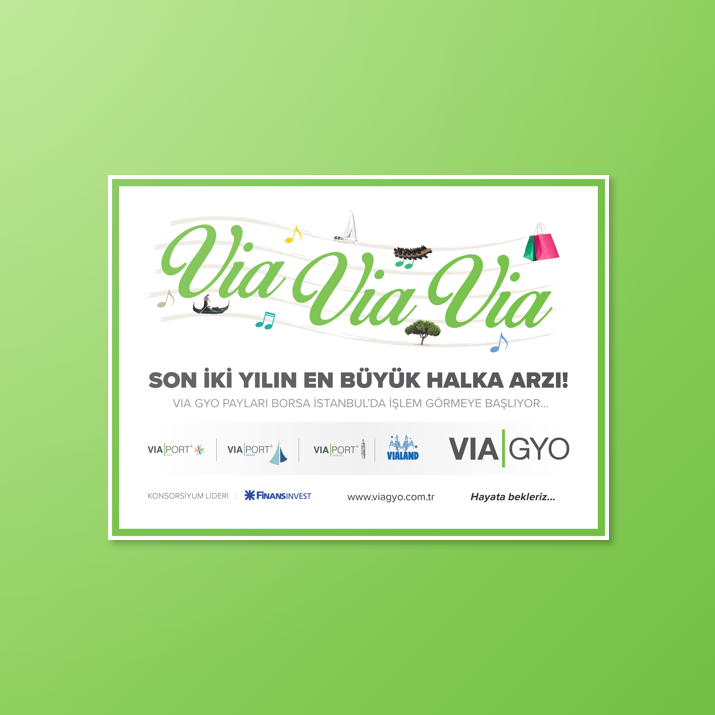 Via Via Via
SON İKİ YILIN EN BÜYÜK HALKA ARZI!
VIA GYO PAYLARI BORSA İSTANBUL'DA İŞLEM GÖRMEYE BAŞLIYOR...
VIA|PORT® VIA|PORT® VIA|PORT® VIALAND VIA|GYO
KONSORSİYUM LİDERİ : FİNANSINVEST www.viagyo.com.tr Hayata bekleriz...